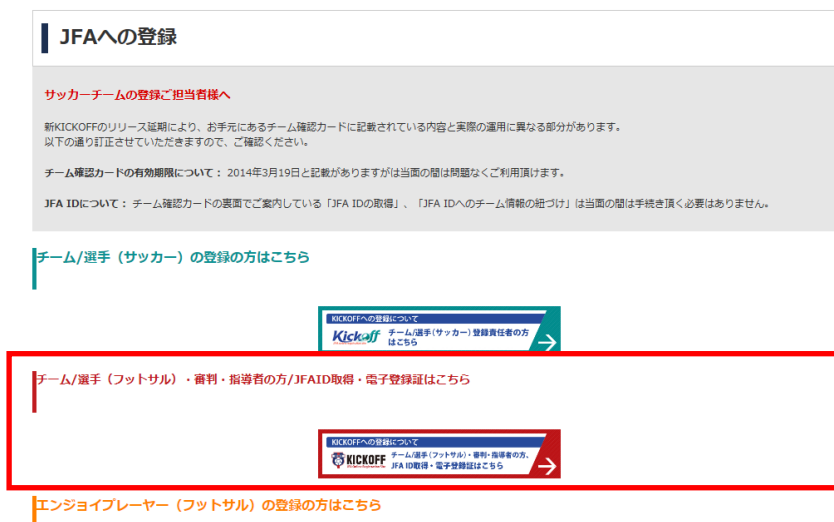 JFAへの登録
サッカーチームの登録ご担当者様へ
新KICKOFFのリリース延期により、お手元にあるチーム確認カードに記載されている内容と実際の運用に異なる部分があります。
以下の通り訂正させていただきますので、ご確認ください。
チーム確認カードの有効期限について： 2014年3月19日と記載がありますがは当面の間は問題なくご利用頂けます。
JFA IDについて： チーム確認カードの裏面でご案内している「JFA IDの取得」、「JFA IDへのチーム情報の紐づけ」は当面の間は手続き頂く必要はありません。
チーム/選手（サッカー）の登録の方はこちら
KICKOFFへの登録について
Kickoff チーム/選手（サッカー）登録責任者の方
はこちら
チーム/選手（フットサル）・審判・指導者の方/JFAID取得・電子登録証はこちら
KICKOFFへの登録について
KICKOFF チーム/選手（フットサル）・審判・指導者の方、
JFA ID取得・電子登録証はこちら
エンジョイプレーヤー（フットサル）の登録の方はこちら